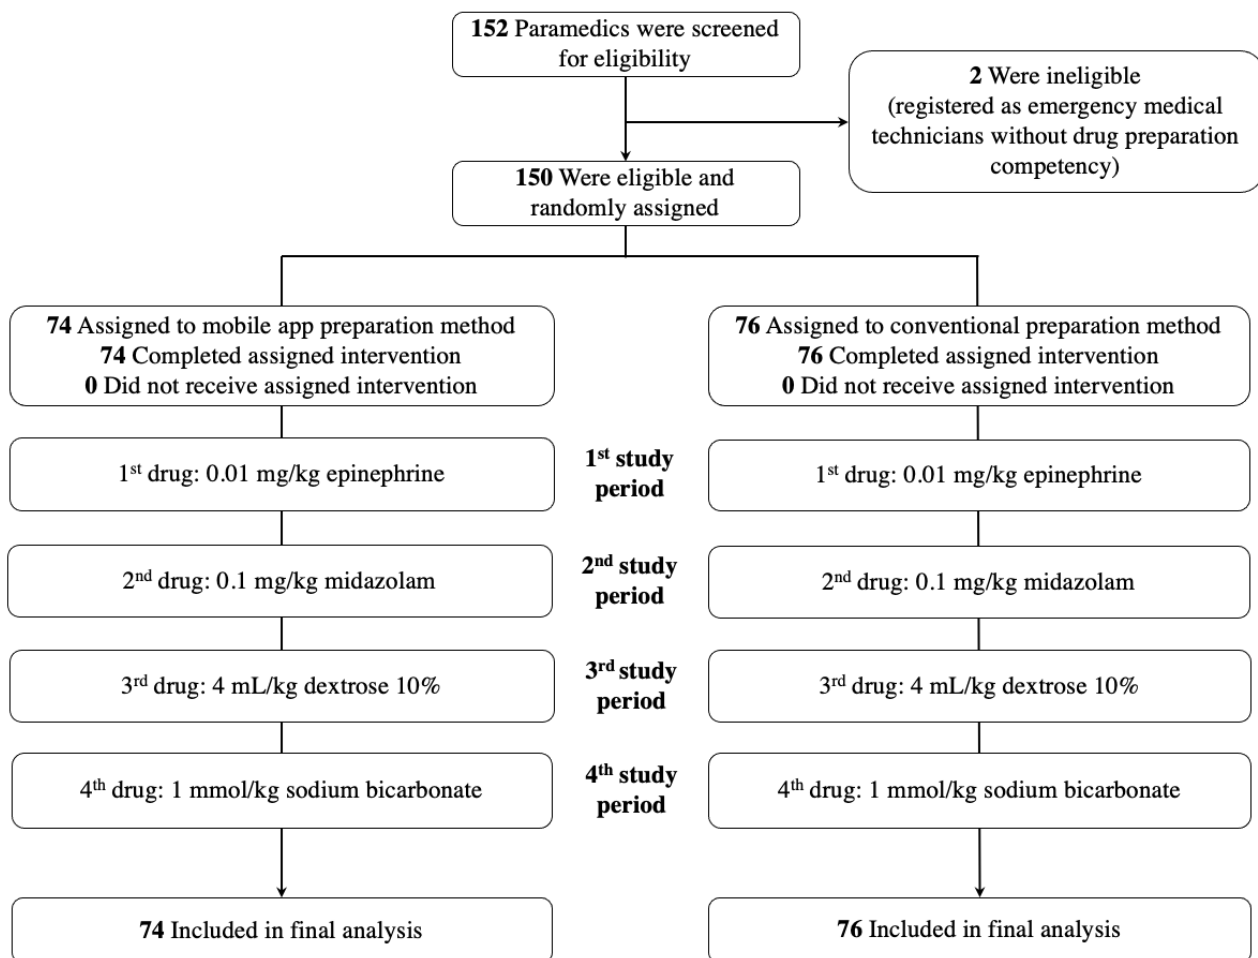 152 Paramedics were screened
for eligibility
2 Were ineligible
(registered as emergency medical
technicians without drug preparation
competency)
150 Were eligible and
randomly assigned
74 Assigned to mobile app preparation method
74 Completed assigned intervention
0 Did not receive assigned intervention
76 Assigned to conventional preparation method
76 Completed assigned intervention
0 Did not receive assigned intervention
1st drug: 0.01 mg/kg epinephrine
1st study
period
1st drug: 0.01 mg/kg epinephrine
2nd drug: 0.1 mg/kg midazolam
2nd study
period
2nd drug: 0.1 mg/kg midazolam
3rd drug: 4 mL/kg dextrose 10%
3rd study
period
3rd drug: 4 mL/kg dextrose 10%
4th drug: 1 mmol/kg sodium bicarbonate
4th study
period
4th drug: 1 mmol/kg sodium bicarbonate
74 Included in final analysis
76 Included in final analysis